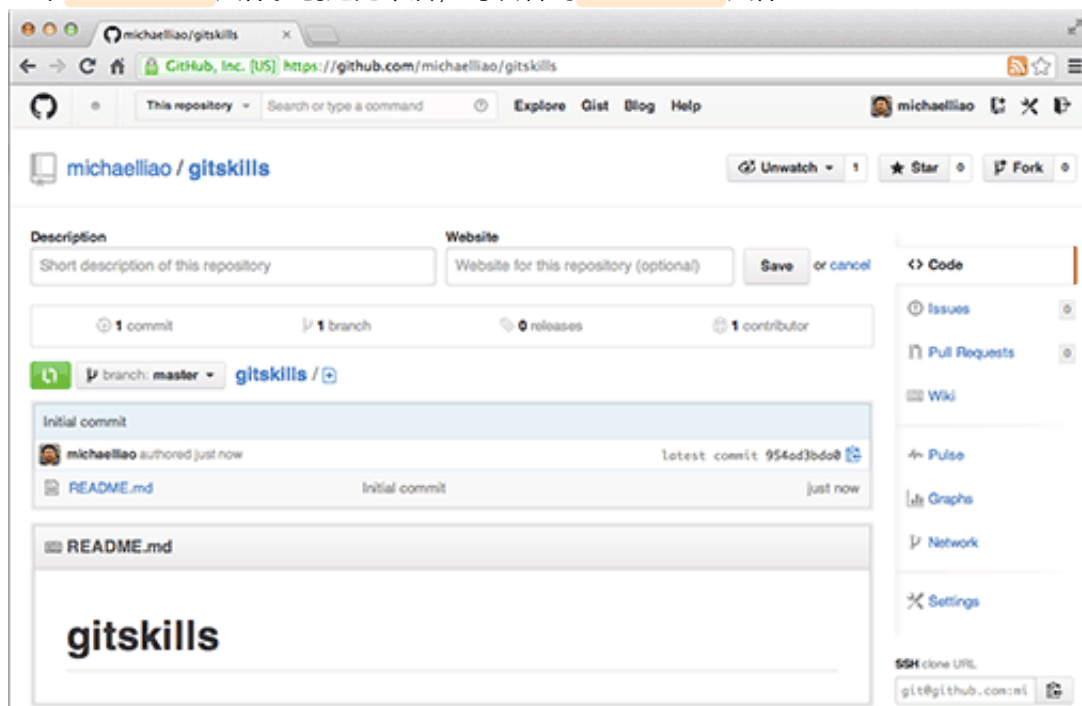 michaelliao/gitskills
GitHub, Inc. [US] https://github.com/michaelliao/gitskills
This repository Search or type a command Explore Gist Blog Help michaelliao
michaelliao / gitskills Unwatch 1 Star 0 Fork 0
Description Website
Short description of this repository Website for this repository (optional) Save or cancel
1 commit 1 branch 0 releases 1 contributor
branch: master gitskills /
Initial commit
michaelliao authored just now latest commit 954ad3bda0
README.md Initial commit just now
README.md
gitskills
Code
Issues 0
Pull Requests 0
Wiki
Pulse
Graphs
Network
Settings
SSH clone URL
git@github.com:mi